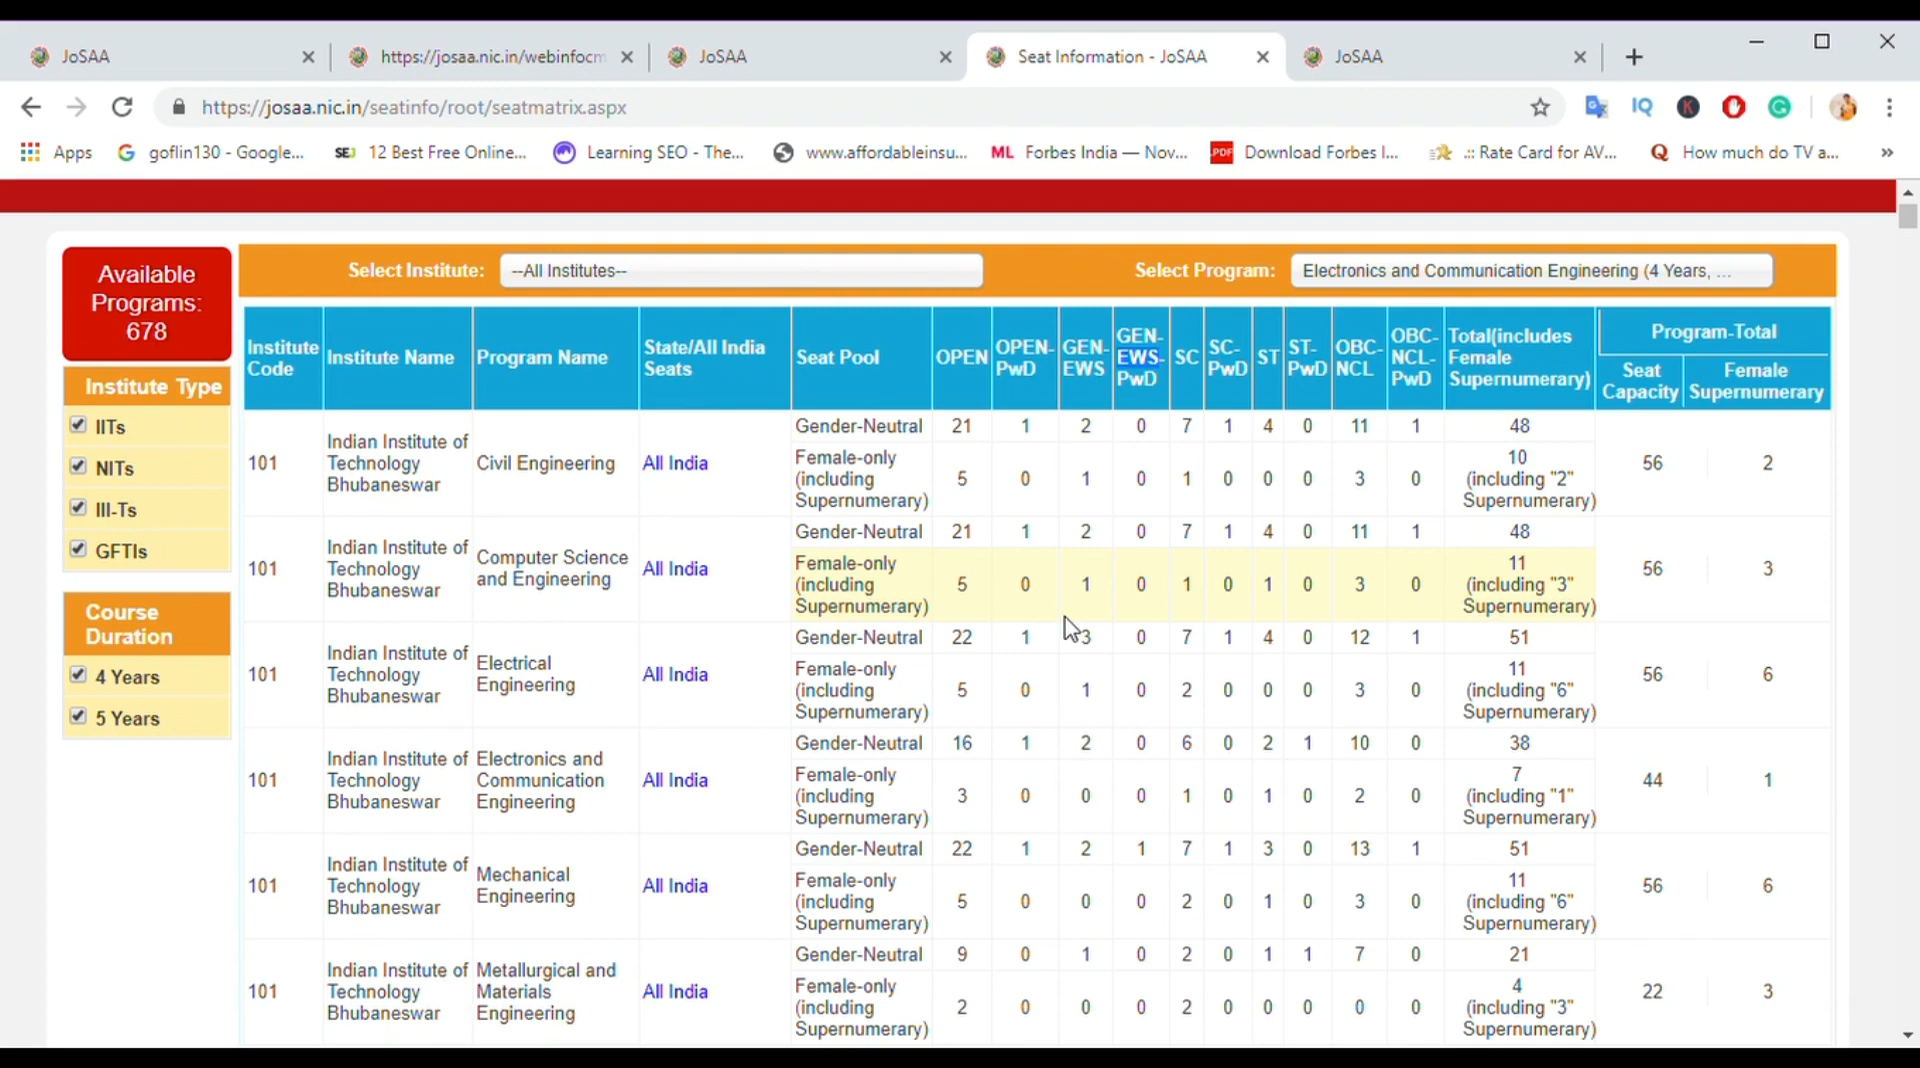 JoSAA
https://josaa.nic.in/webinfocm
JoSAA
Seat Information - JoSAA
JoSAA
https://josaa.nic.in/seatinfo/root/seatmatrix.aspx
Apps
goflin130 - Google...
SEJ 12 Best Free Online...
Learning SEO - The...
www.affordableinsu...
ML Forbes India — Nov...
PDF Download Forbes I...
.:: Rate Card for AV...
Q How much do TV a...
»
Available
Programs:
678
Institute Type
IITs
NITs
III-Ts
GFTIs
Course
Duration
4 Years
5 Years
Select Institute: --All Institutes-- Select Program: Electronics and Communication Engineering (4 Years, ...
Institute Code Institute Name Program Name State/All India Seats Seat Pool OPEN OPEN-PwD GEN-EWS GEN-EWS-PwD SC SC-PwD ST ST-PwD OBC-NCL OBC-NCL-PwD Total(includes Female Supernumerary) Program-Total
Seat Capacity Female Supernumerary
101 Indian Institute of Technology Bhubaneswar Civil Engineering All India Gender-Neutral 21 1 2 0 7 1 4 0 11 1 48 56 2
Female-only (including Supernumerary) 5 0 1 0 1 0 0 0 3 0 10 (including "2" Supernumerary)
101 Indian Institute of Technology Bhubaneswar Computer Science and Engineering All India Gender-Neutral 21 1 2 0 7 1 4 0 11 1 48 56 3
Female-only (including Supernumerary) 5 0 1 0 1 0 1 0 3 0 11 (including "3" Supernumerary)
101 Indian Institute of Technology Bhubaneswar Electrical Engineering All India Gender-Neutral 22 1 3 0 7 1 4 0 12 1 51 56 6
Female-only (including Supernumerary) 5 0 1 0 2 0 0 0 3 0 11 (including "6" Supernumerary)
101 Indian Institute of Technology Bhubaneswar Electronics and Communication Engineering All India Gender-Neutral 16 1 2 0 6 0 2 1 10 0 38 44 1
Female-only (including Supernumerary) 3 0 0 0 1 0 1 0 2 0 7 (including "1" Supernumerary)
101 Indian Institute of Technology Bhubaneswar Mechanical Engineering All India Gender-Neutral 22 1 2 1 7 1 3 0 13 1 51 56 6
Female-only (including Supernumerary) 5 0 0 0 2 0 1 0 3 0 11 (including "6" Supernumerary)
101 Indian Institute of Technology Bhubaneswar Metallurgical and Materials Engineering All India Gender-Neutral 9 0 1 0 2 0 1 1 7 0 21 22 3
Female-only (including Supernumerary) 2 0 0 0 2 0 0 0 0 0 4 (including "3" Supernumerary)